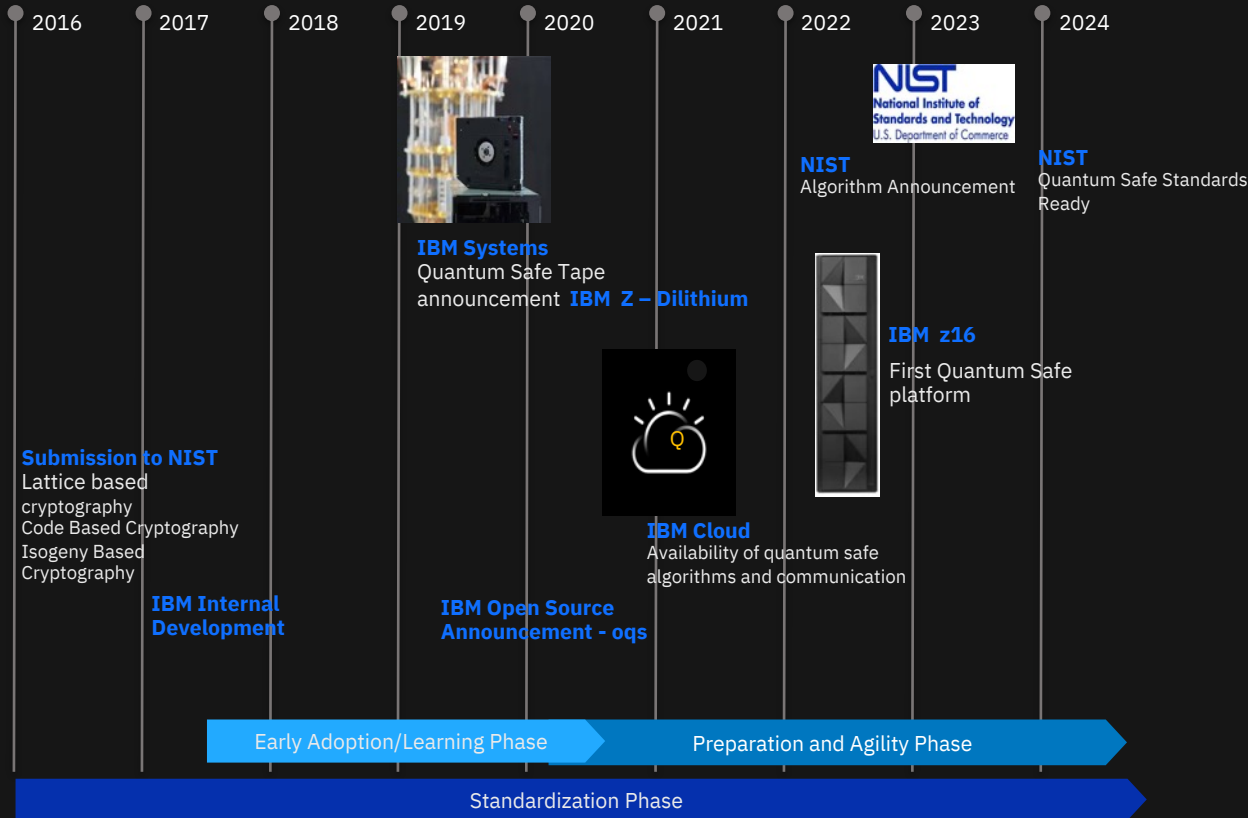 2016
2017
2018
2019
2020
2021
2022
2023
2024
NIST
National Institute of
Standards and Technology
U.S. Department of Commerce
NIST
Algorithm Announcement
NIST
Quantum Safe Standards
Ready
IBM Systems
Quantum Safe Tape
announcement IBM Z – Dilithium
IBM z16
First Quantum Safe
platform
Q
Submission to NIST
Lattice based
cryptography
Code Based Cryptography
Isogeny Based
Cryptography
IBM Cloud
Availability of quantum safe
algorithms and communication
IBM Internal
Development
IBM Open Source
Announcement - oqs
Early Adoption/Learning Phase
Preparation and Agility Phase
Standardization Phase